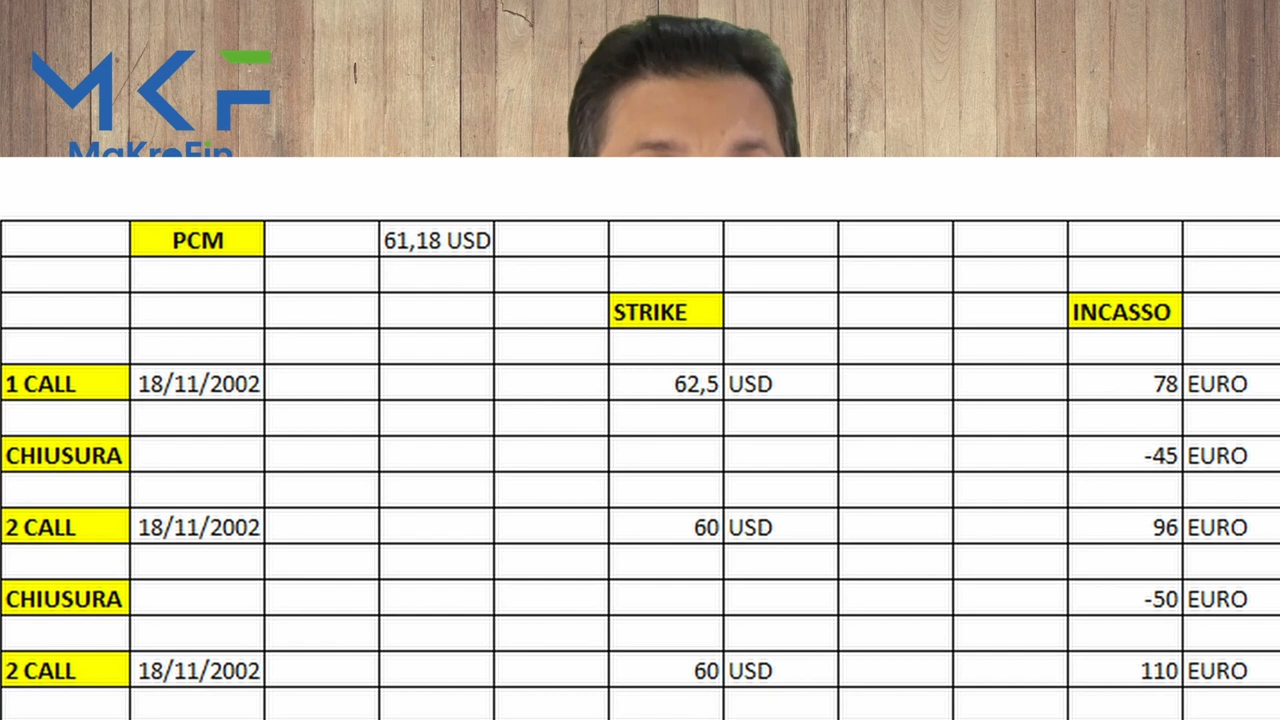 MKF
MaKroFin
PCM 61,18 USD
STRIKE INCASSO
1 CALL 18/11/2002 62,5 USD 78 EURO
CHIUSURA -45 EURO
2 CALL 18/11/2002 60 USD 96 EURO
CHIUSURA -50 EURO
2 CALL 18/11/2002 60 USD 110 EURO